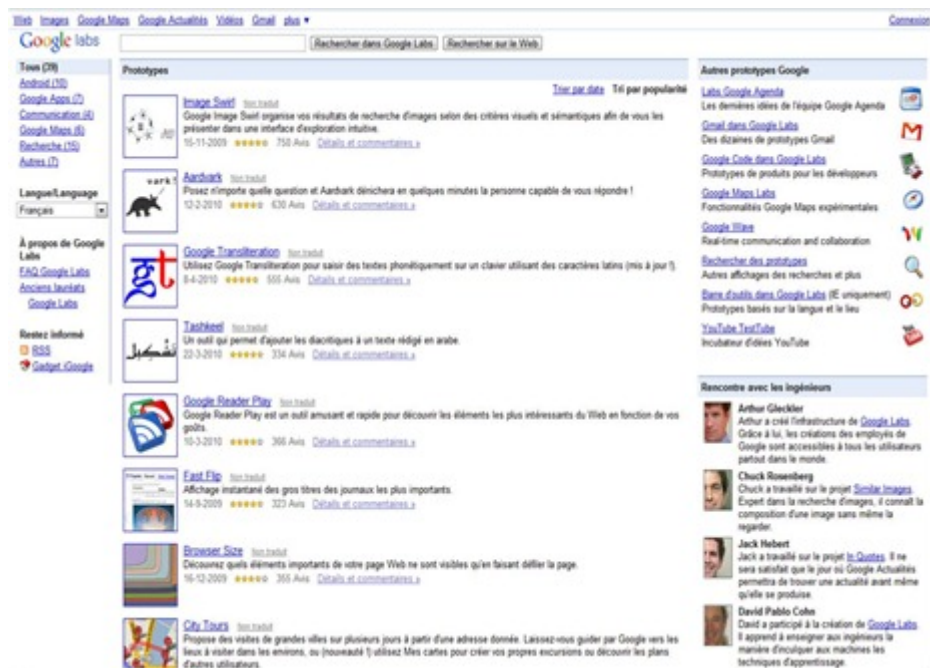 Web Images Google Maps Google Actualités Vidéos Gmail plus ▼
Connexion
Google labs
Rechercher dans Google Labs Rechercher sur le Web
Tous (39)
Android (10)
Google Apps (7)
Communication (4)
Google Maps (6)
Recherche (15)
Autres (7)
Langue/Language
Français
À propos de Google
Labs
FAQ Google Labs
Anciens lauréats
Google Labs
Restez informé
RSS
Gadget iGoogle
Prototypes
Trier par date Tri par popularité
Image Swirl Non traduit
Google Image Swirl organise vos résultats de recherche d'images selon des critères visuels et sémantiques afin de vous les
présenter dans une interface d'exploration intuitive.
15-11-2009 750 Avis Détails et commentaires »
vark!
Aardvark Non traduit
Posez n'importe quelle question et Aardvark dénichera en quelques minutes la personne capable de vous répondre !
12-2-2010 630 Avis Détails et commentaires »
gt
Google Transliteration Non traduit
Utilisez Google Transliteration pour saisir des textes phonétiquement sur un clavier utilisant des caractères latins (mis à jour !).
8-4-2010 555 Avis Détails et commentaires »
تشكيل
Tashkeel Non traduit
Un outil qui permet d'ajouter les diacritiques à un texte rédigé en arabe.
22-3-2010 334 Avis Détails et commentaires »
Google Reader Play Non traduit
Google Reader Play est un outil amusant et rapide pour découvrir les éléments les plus intéressants du Web en fonction de vos
goûts.
10-3-2010 366 Avis Détails et commentaires »
Fast Flip Non traduit
Affichage instantané des gros titres des journaux les plus importants.
14-9-2009 323 Avis Détails et commentaires »
Browser Size Non traduit
Découvrez quels éléments importants de votre page Web ne sont visibles qu'en faisant défiler la page.
16-12-2009 355 Avis Détails et commentaires »
City Tours Non traduit
Propose des visites de grandes villes sur plusieurs jours à partir d'une adresse donnée. Laissez-vous guider par Google vers les
lieux à visiter dans les environs, ou (nouveauté !) utilisez Mes cartes pour créer vos propres excursions ou découvrir les plans
d'autres utilisateurs.
Autres prototypes Google
Labs Google Agenda
Les dernières idées de l'équipe Google Agenda
Gmail dans Google Labs
Des dizaines de prototypes Gmail
Google Code dans Google Labs
Prototypes de produits pour les développeurs
Google Maps Labs
Fonctionnalités Google Maps expérimentales
Google Wave
Real-time communication and collaboration
Rechercher des prototypes
Autres affichages des recherches et plus
Barre d'outils dans Google Labs (IE uniquement)
Prototypes basés sur la langue et le lieu
YouTube TestTube
Incubateur d'idées YouTube
Rencontre avec les ingénieurs
Arthur Gleckler
Arthur a créé l'infrastructure de Google Labs.
Grâce à lui, les créations des employés de
Google sont accessibles à tous les utilisateurs
partout dans le monde.
Chuck Rosenberg
Chuck a travaillé sur le projet Similar Images.
Expert dans la recherche d'images, il connaît la
composition d'une image sans même la
regarder.
Jack Hebert
Jack a travaillé sur le projet In Quotes. Il ne
sera satisfait que le jour où Google Actualités
permettra de trouver une actualité avant même
qu'elle se produise.
David Pablo Cohn
David a participé à la création de Google Labs.
Il apprend à enseigner aux ingénieurs la
manière d'inculquer aux machines les
techniques d'apprentissage.